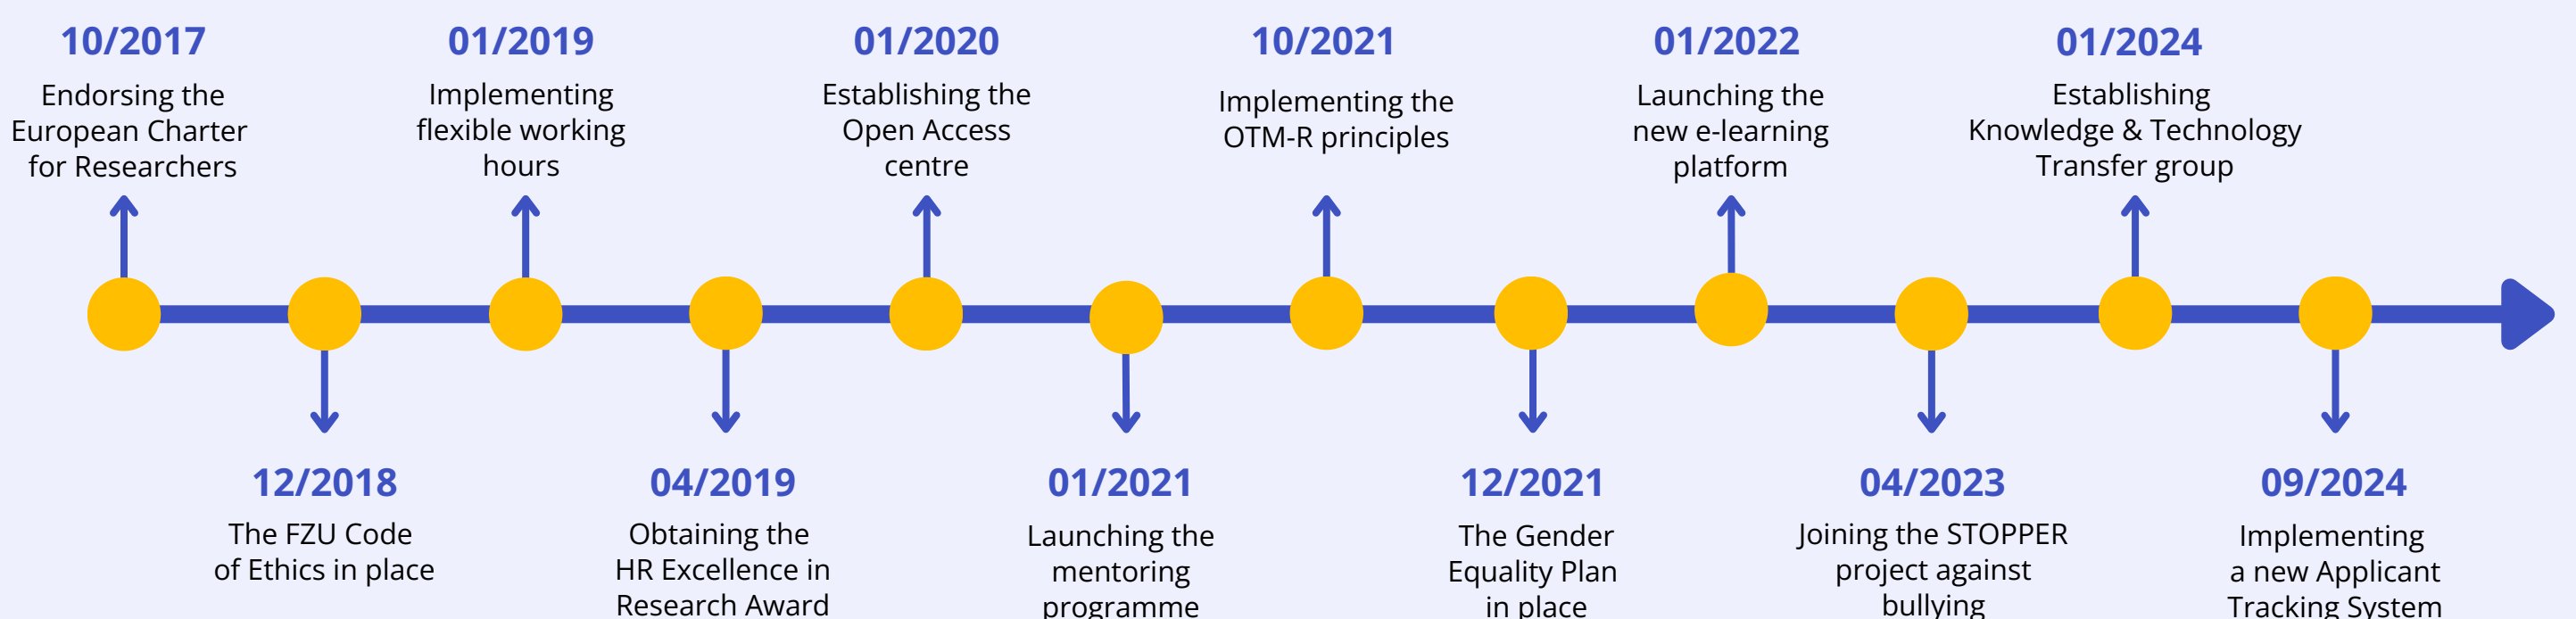 10/2017
Endorsing the
European Charter
for Researchers
01/2019
Implementing
flexible working
hours
01/2020
Establishing the
Open Access
centre
10/2021
Implementing the
OTM-R principles
01/2022
Launching the
new e-learning
platform
01/2024
Establishing
Knowledge & Technology
Transfer group
12/2018
The FZU Code
of Ethics in place
04/2019
Obtaining the
HR Excellence in
Research Award
01/2021
Launching the
mentoring
programme
12/2021
The Gender
Equality Plan
in place
04/2023
Joining the STOPPER
project against
bullying
09/2024
Implementing
a new Applicant
Tracking System